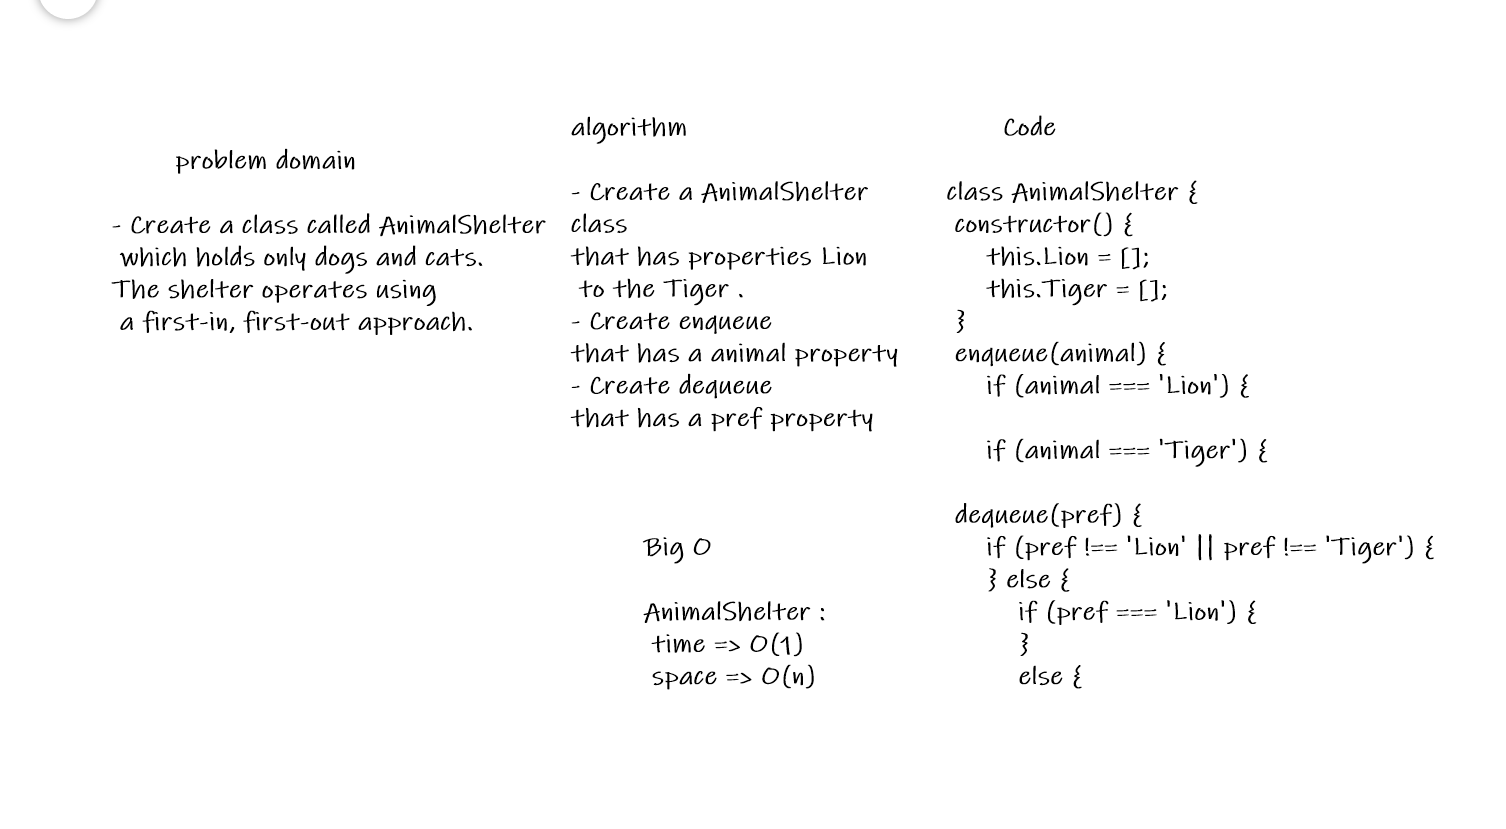 problem domain
- Create a class called AnimalShelter
which holds only dogs and cats.
The shelter operates using
a first-in, first-out approach.
algorithm
- Create a AnimalShelter
class
that has properties Lion
to the Tiger .
- Create enqueue
that has a animal property
- Create dequeue
that has a pref property
Big O
AnimalShelter :
time => O(1)
space => O(n)
Code
class AnimalShelter {
constructor() {
this.Lion = [];
this.Tiger = [];
}
enqueue(animal) {
if (animal === 'Lion') {
if (animal === 'Tiger') {
dequeue(pref) {
if (pref !== 'Lion' || pref !== 'Tiger') {
} else {
if (pref === 'Lion') {
}
else {